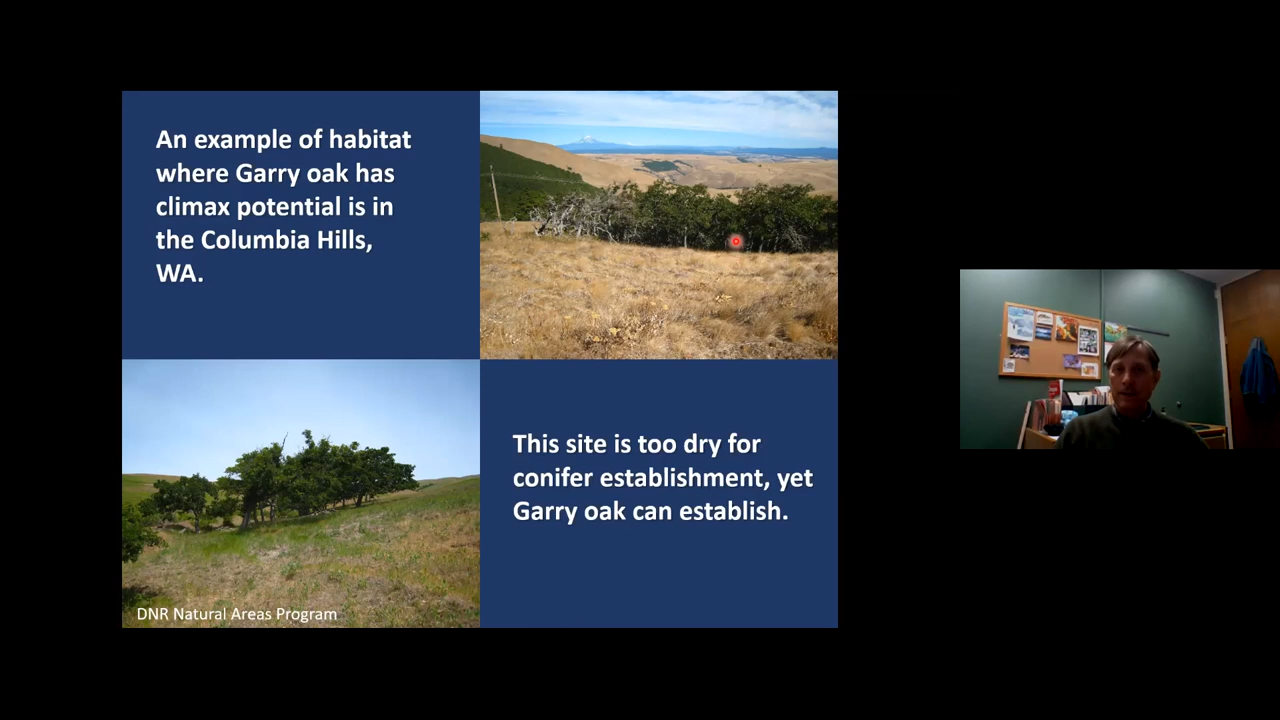 An example of habitat
where Garry oak has
climax potential is in
the Columbia Hills,
WA.
This site is too dry for
conifer establishment, yet
Garry oak can establish.
DNR Natural Areas Program